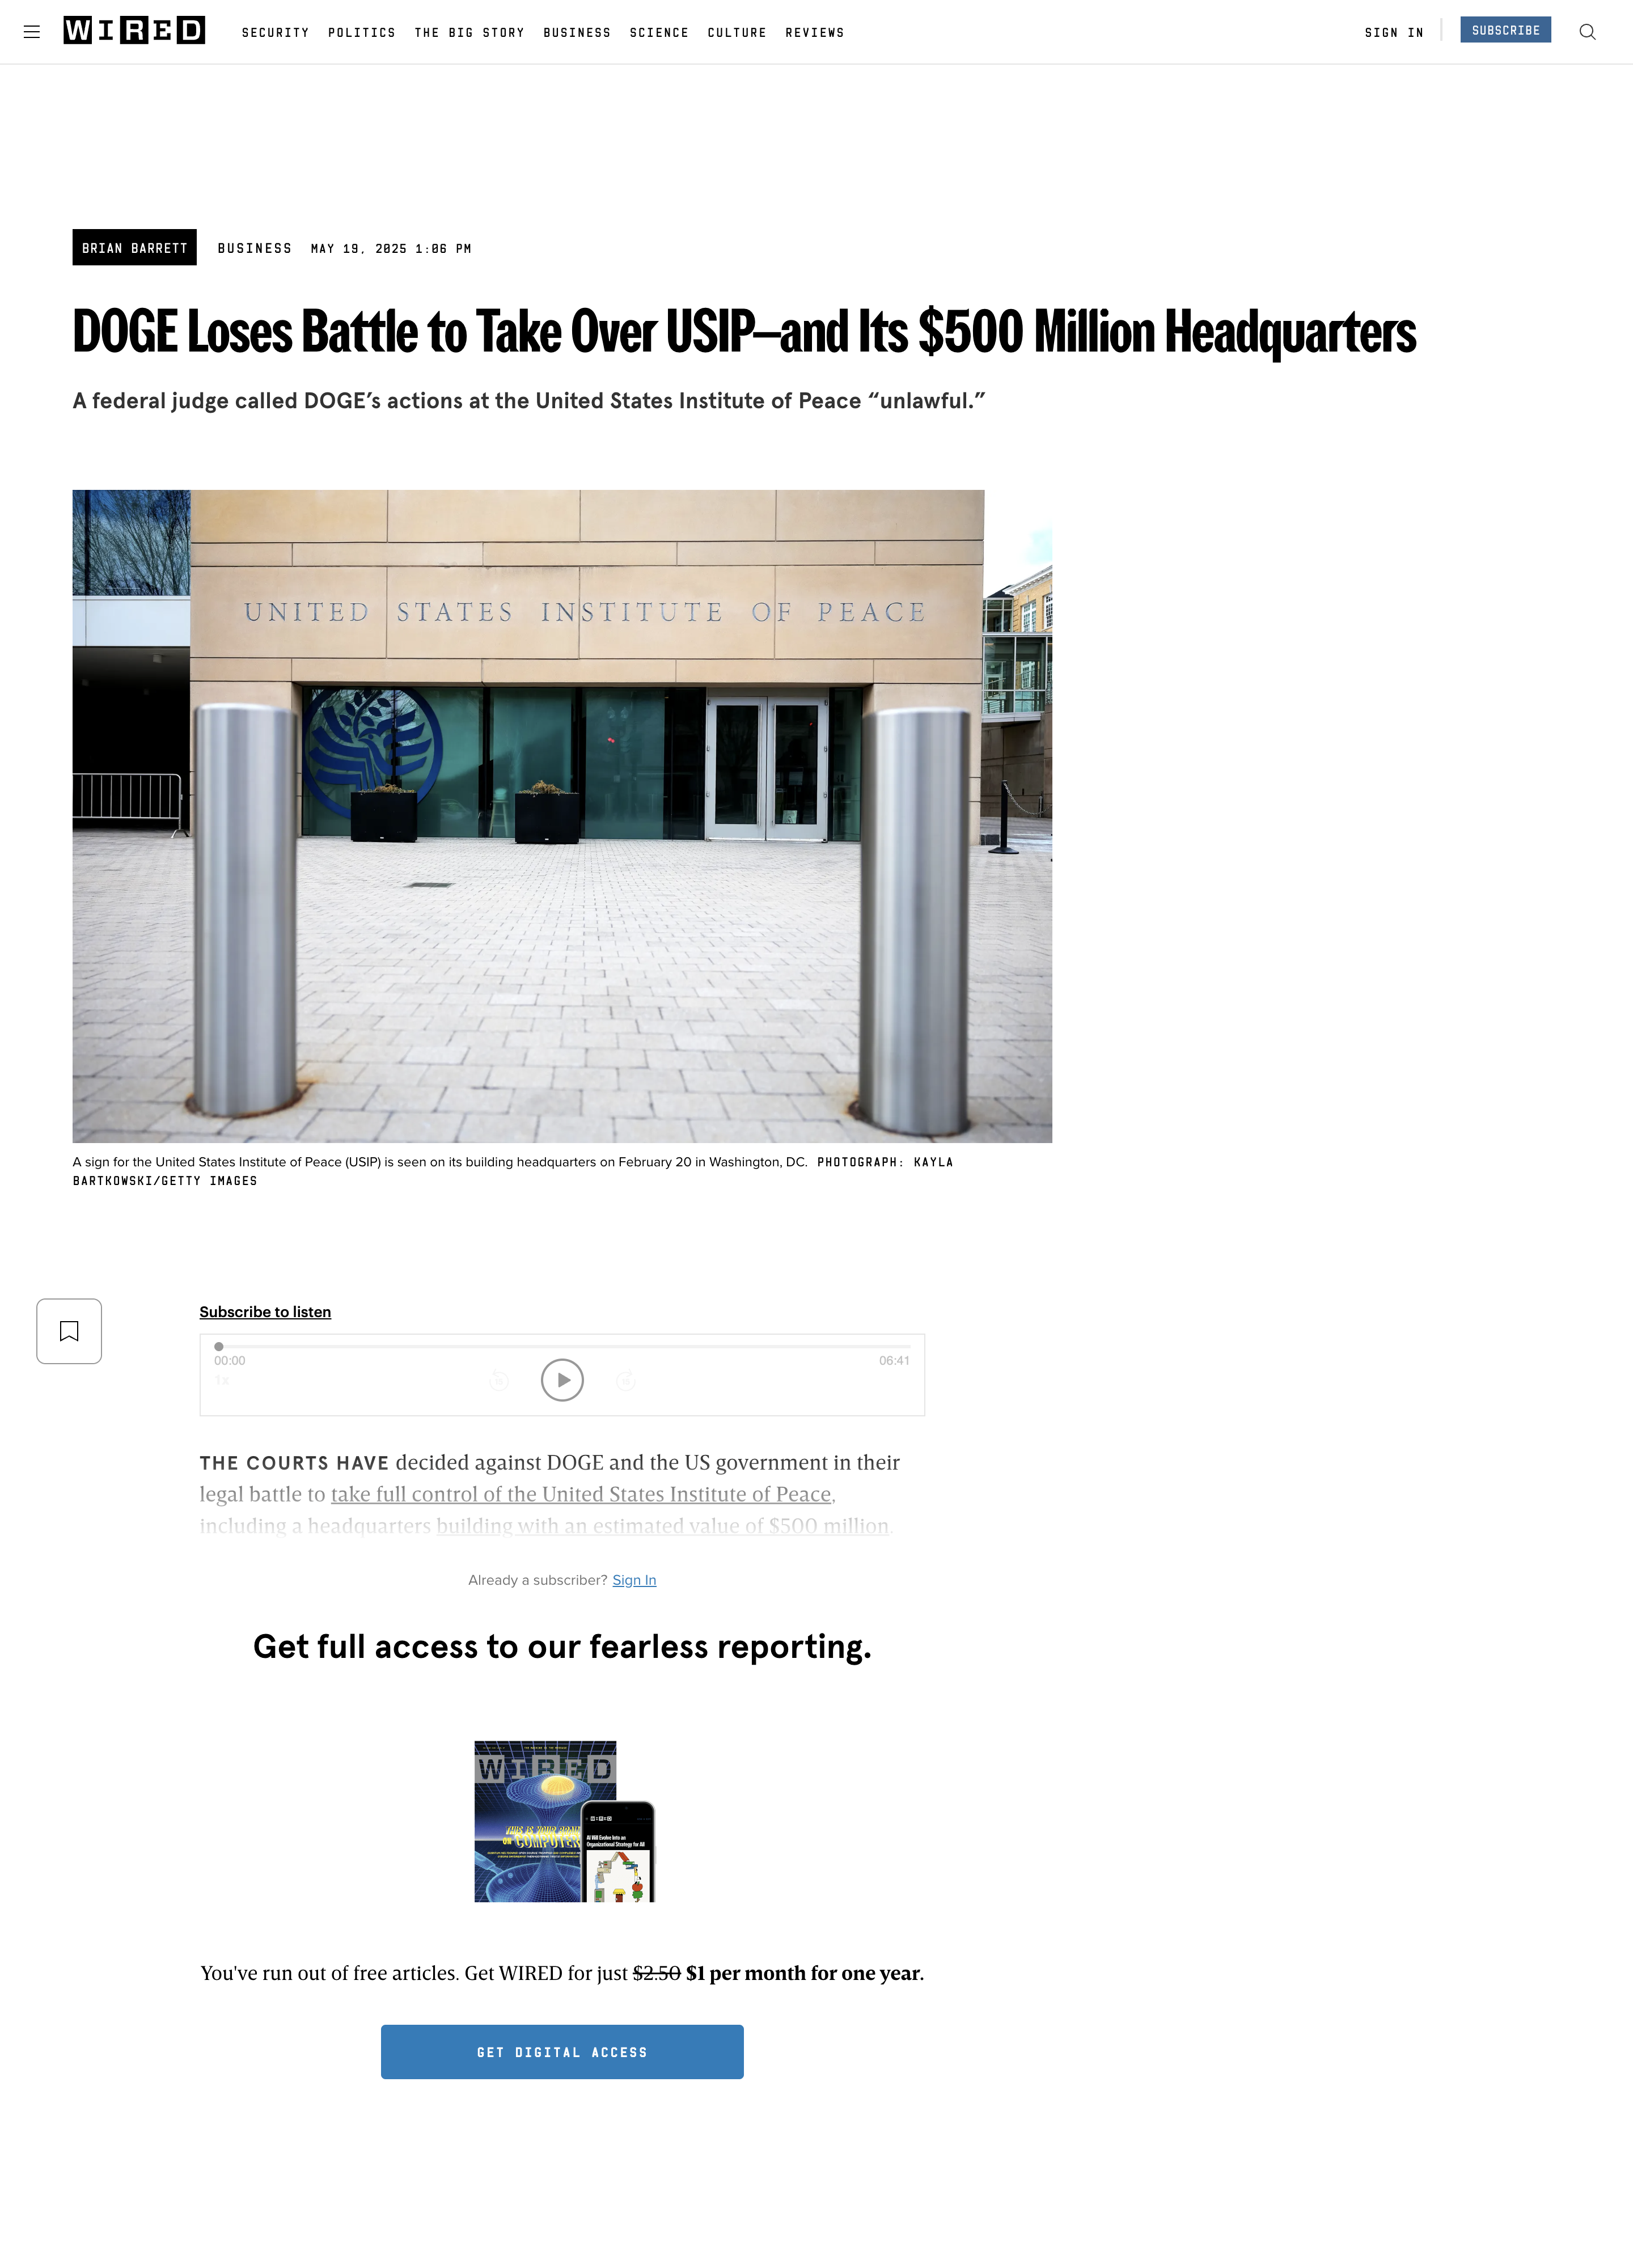 WIRED
SECURITY POLITICS THE BIG STORY BUSINESS SCIENCE CULTURE REVIEWS
SIGN IN
SUBSCRIBE
BRIAN BARRETT BUSINESS MAY 19, 2025 1:06 PM
DOGE Loses Battle to Take Over USIP—and Its $500 Million Headquarters
A federal judge called DOGE’s actions at the United States Institute of Peace “unlawful.”
UNITED STATES INSTITUTE OF PEACE
A sign for the United States Institute of Peace (USIP) is seen on its building headquarters on February 20 in Washington, DC. PHOTOGRAPH: KAYLA
BARTKOWSKI/GETTY IMAGES
Subscribe to listen
00:00 06:41
1x
THE COURTS HAVE decided against DOGE and the US government in their
legal battle to take full control of the United States Institute of Peace,
including a headquarters building with an estimated value of $500 million.
Already a subscriber? Sign In
Get full access to our fearless reporting.
WIRED
THIS IS YOUR BRAIN
ON COMPUTER
WIRED
AI Will Evolve Into an
Organizational Strategy for All
You've run out of free articles. Get WIRED for just $2.50 $1 per month for one year.
GET DIGITAL ACCESS